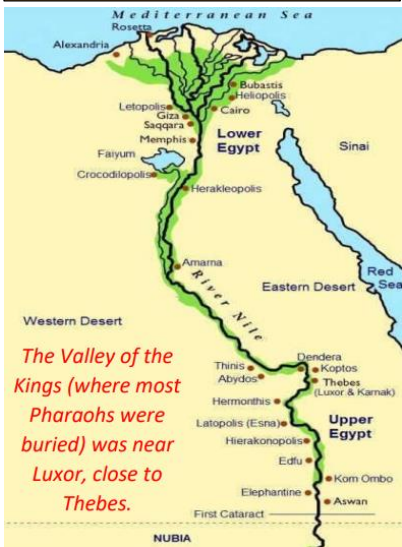 Mediterranean Sea
Rosetta
Alexandria
Bubastis
Heliopolis
Letopolis
Giza
Cairo
Saqqara
Lower
Egypt
Memphis
Sinai
Faiyum
Crocodilopolis
Herakleopolis
Amarna
River Nile
Red
Sea
Eastern Desert
Western Desert
The Valley of the
Kings (where most
Pharaohs were
buried) was near
Luxor, close to
Thebes.
Dendera
Thinis
Koptos
Abydos
Thebes
(Luxor & Karnak)
Hermonthis
Upper
Egypt
Latopolis (Esna)
Hierakonopolis
Edfu
Kom Ombo
Elephantine
Aswan
First Cataract
NUBIA